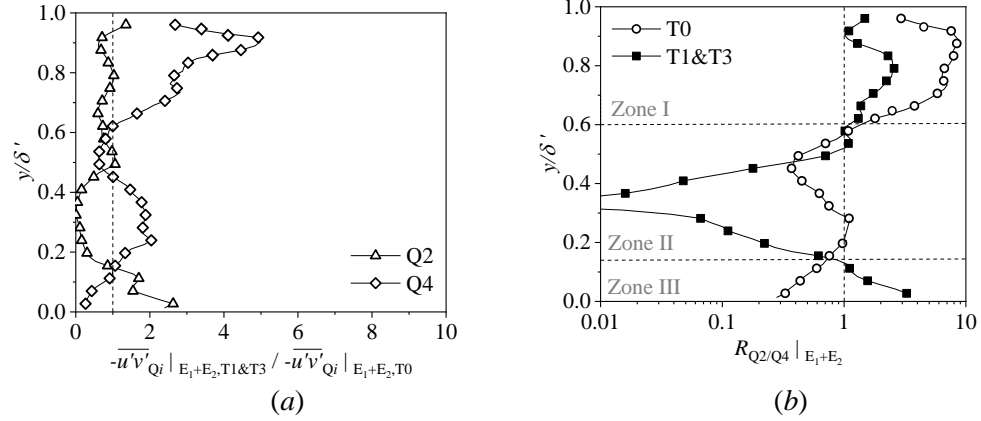 1.0
0.8
0.6
0.4
0.2
0.0
y/δ'
Q2
Q4
0 2 4 6 8 10
-u'v'Qi | E1+E2,T1&T3 / -u'v'Qi | E1+E2,T0
(a)
1.0
0.8
0.6
0.4
0.2
0.0
y/δ'
T0
T1&T3
Zone I
Zone II
Zone III
0.01 0.1 1 10
RQ2/Q4 | E1+E2
(b)